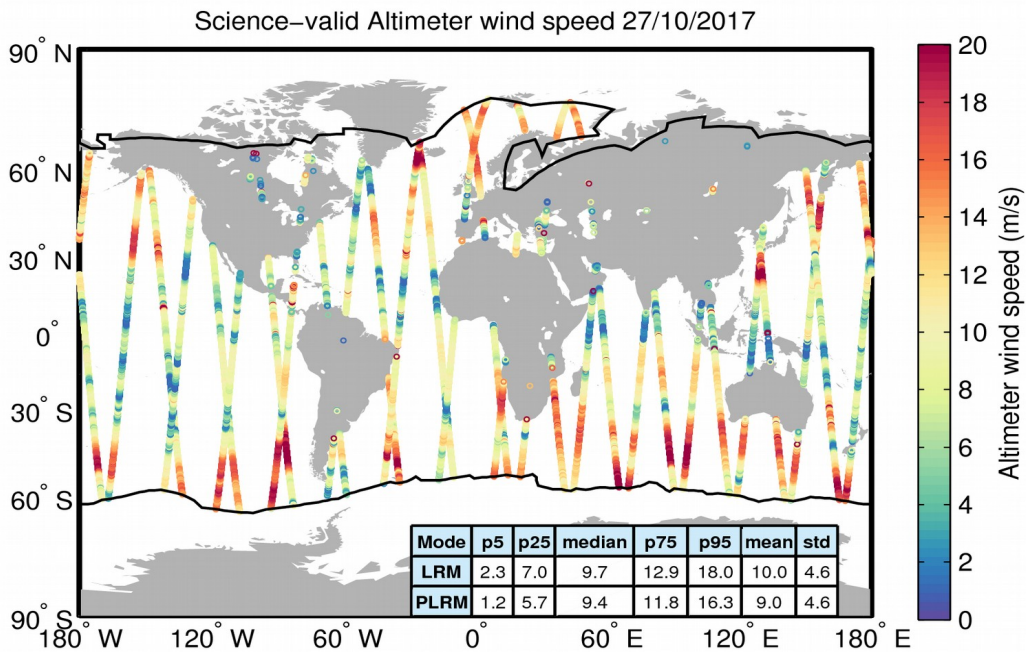 Science−valid Altimeter wind speed 27/10/2017
90° N
60° N
30° N
0°
30° S
60° S
90° S
180° W
120° W
60° W
0°
60° E
120° E
180° E
Mode p5 p25 median p75 p95 mean std
LRM 2.3 7.0 9.7 12.9 18.0 10.0 4.6
PLRM 1.2 5.7 9.4 11.8 16.3 9.0 4.6
20
18
16
14
12
10
8
6
4
2
0
Altimeter wind speed (m/s)